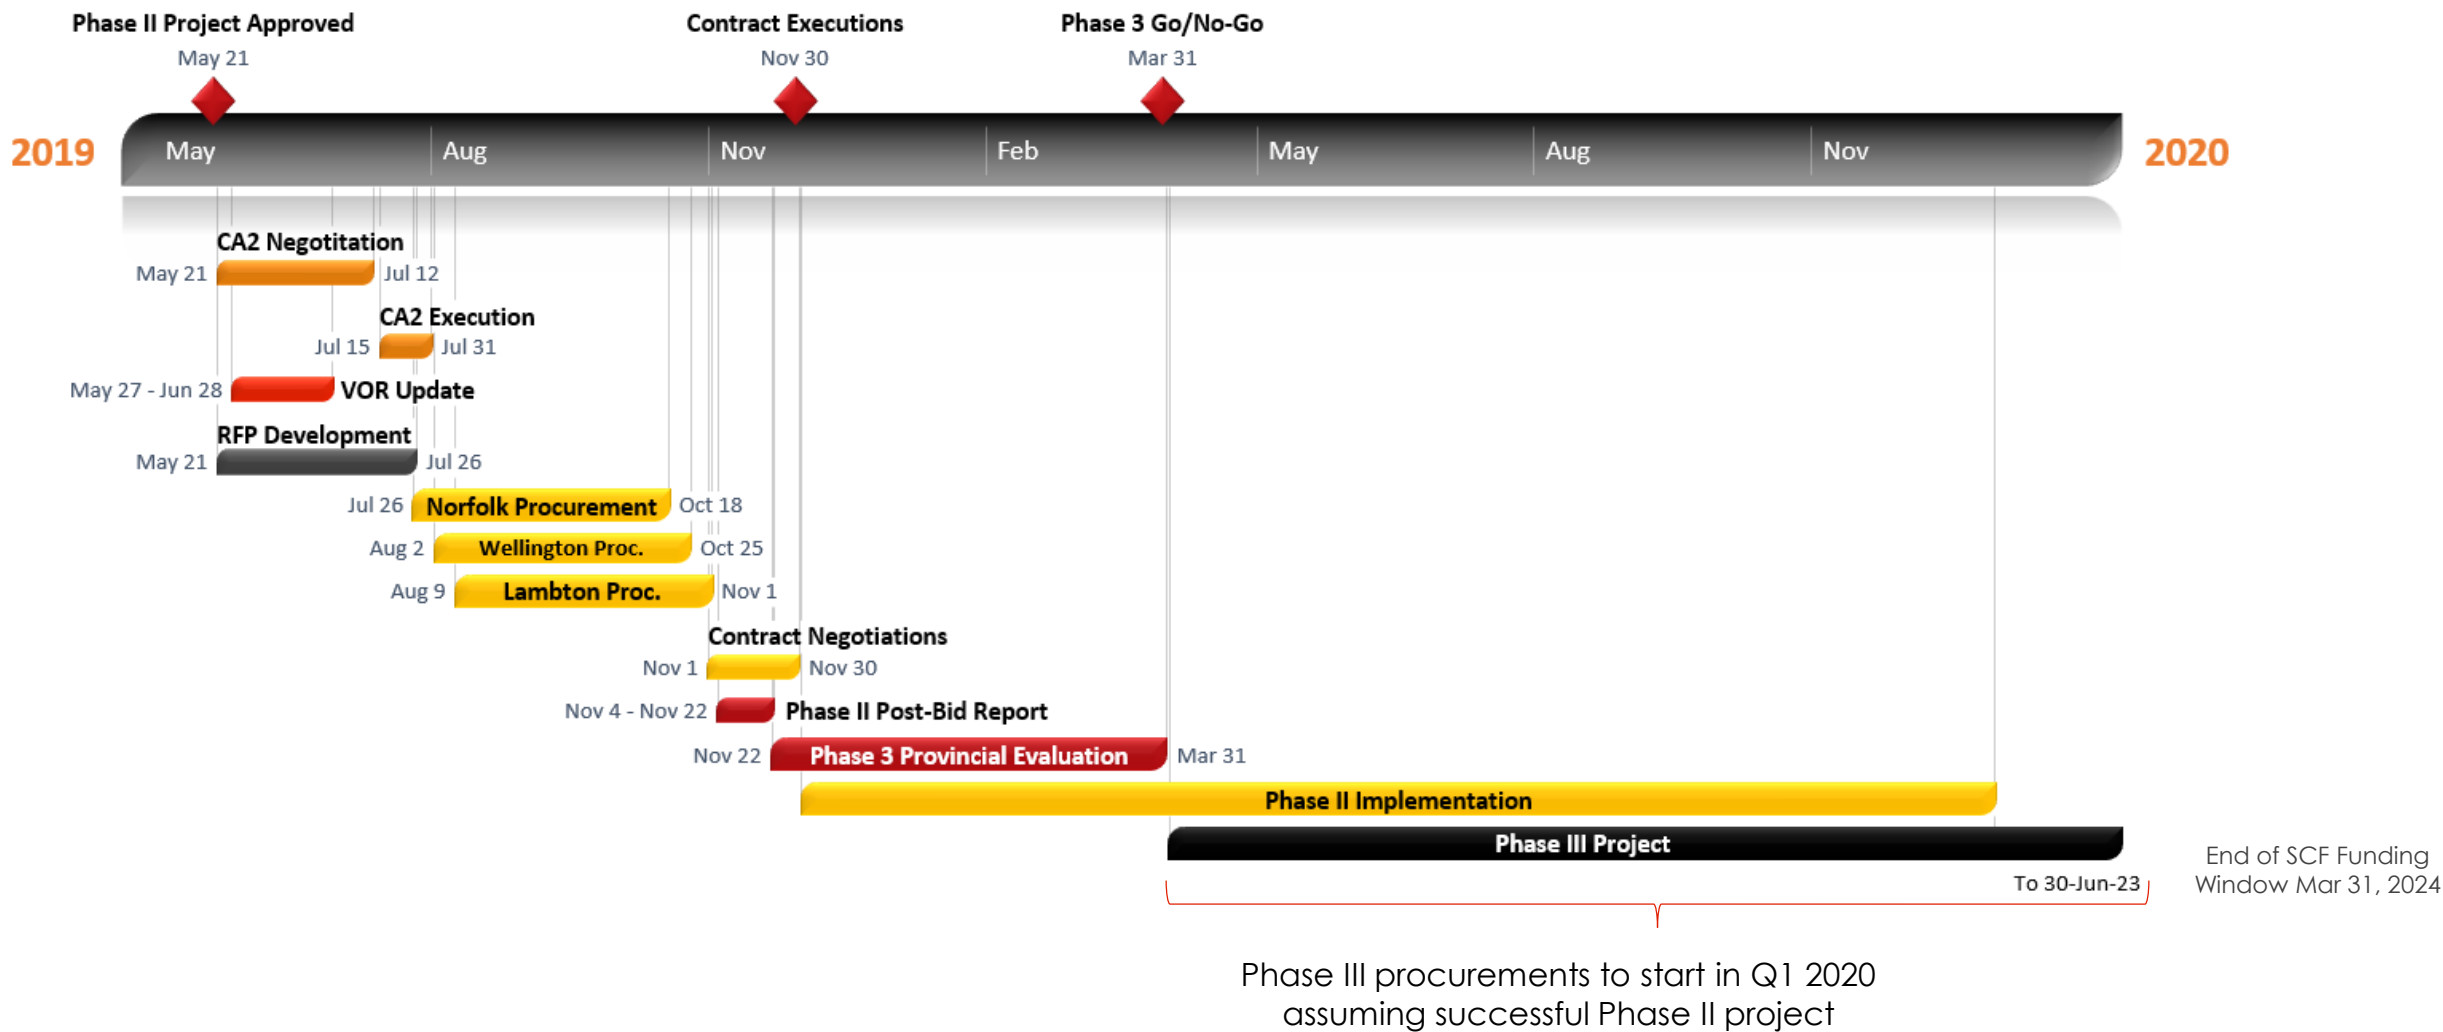 Phase II Project Approved
May 21
Contract Executions
Nov 30
Phase 3 Go/No-Go
Mar 31
2019
May
Aug
Nov
Feb
May
Aug
Nov
2020
CA2 Negotitation
May 21
Jul 12
CA2 Execution
Jul 15
Jul 31
May 27 - Jun 28
VOR Update
RFP Development
May 21
Jul 26
Jul 26
Norfolk Procurement
Oct 18
Aug 2
Wellington Proc.
Oct 25
Aug 9
Lambton Proc.
Nov 1
Contract Negotiations
Nov 1
Nov 30
Nov 4 - Nov 22
Phase II Post-Bid Report
Nov 22
Phase 3 Provincial Evaluation
Mar 31
Phase II Implementation
Phase III Project
To 30-Jun-23
End of SCF Funding
Window Mar 31, 2024
Phase III procurements to start in Q1 2020
assuming successful Phase II project